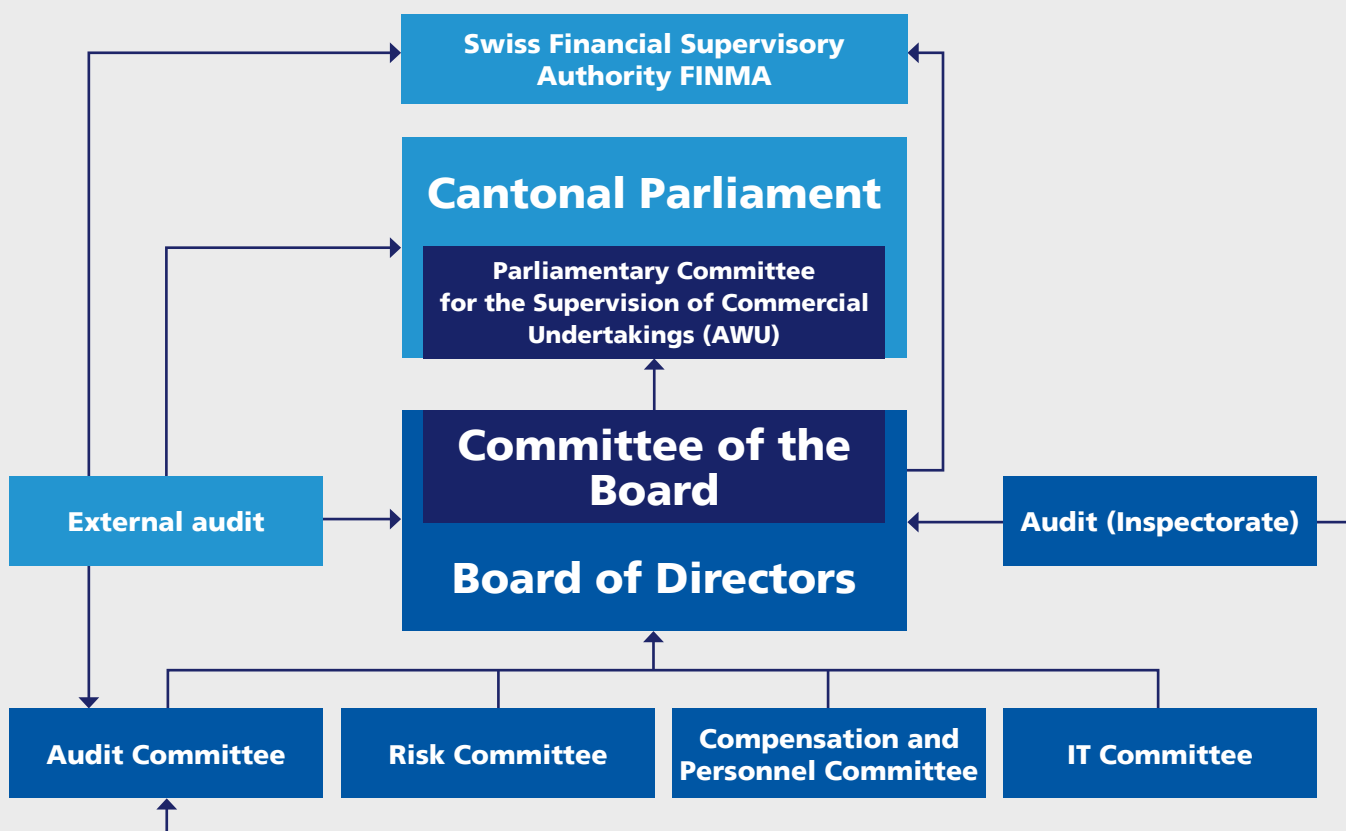 Swiss Financial Supervisory
Authority FINMA
Cantonal Parliament
Parliamentary Committee
for the Supervision of Commercial
Undertakings (AWU)
Committee of the
Board
External audit
Audit (Inspectorate)
Board of Directors
Audit Committee
Risk Committee
Compensation and
Personnel Committee
IT Committee